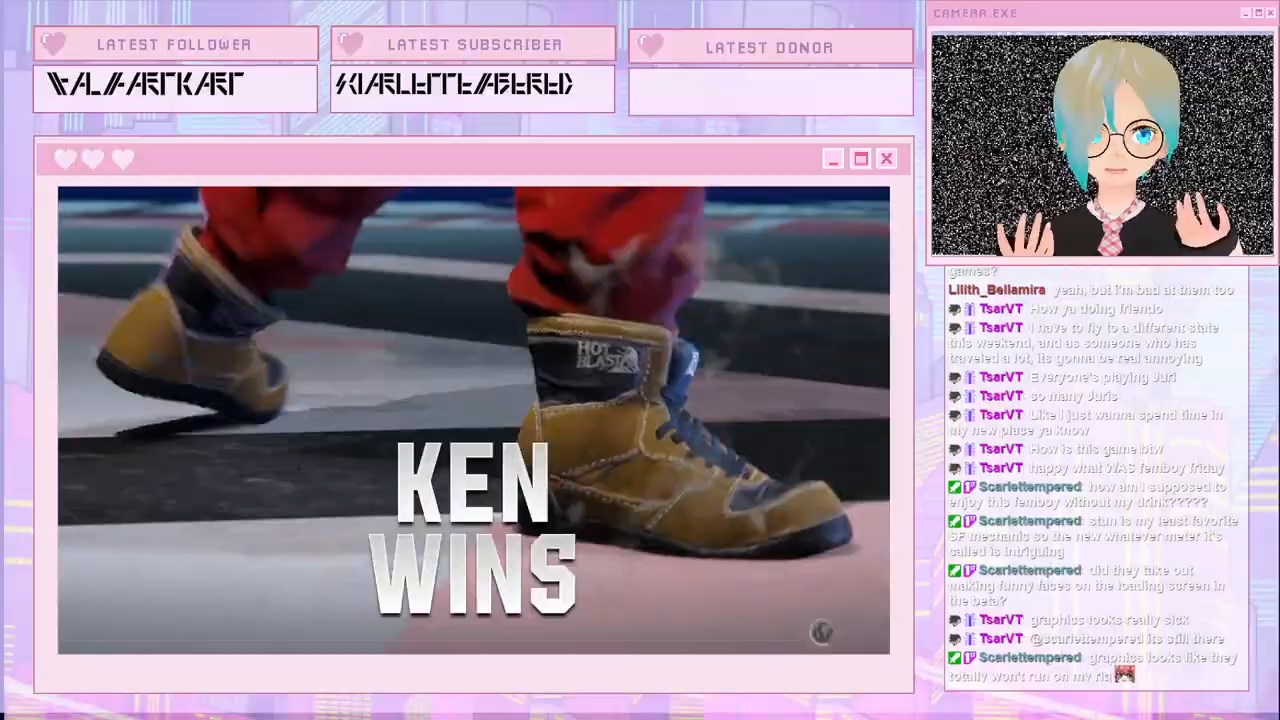 CAMERA.EXE
LATEST FOLLOWER
LATEST SUBSCRIBER
LATEST DONOR
HOT
BLAST
KEN
WINS
games?
Lilith_Bellamira yeah, but I'm bad at them too
TsarVT How ya doing friendo
TsarVT I have to fly to a different state
this weekend, and as someone who has
traveled a lot, its gonna be real annoying
TsarVT Everyone's playing Juri
TsarVT so many Juris
TsarVT Like I just wanna spend time in
my new place ya know
TsarVT How is this game btw
TsarVT happy what WAS femboy friday
Scarlettempered how am I supposed to
enjoy this femboy without my drink?????
Scarlettempered stun is my least favorite
SF mechanis so the new whatever meter it's
called is intriguing
Scarlettempered did they take out
making funny faces on the loading screen in
the beta?
TsarVT graphics looks really sick
TsarVT @scarlettempered its still there
Scarlettempered graphics looks like they
totally won't run on my rig